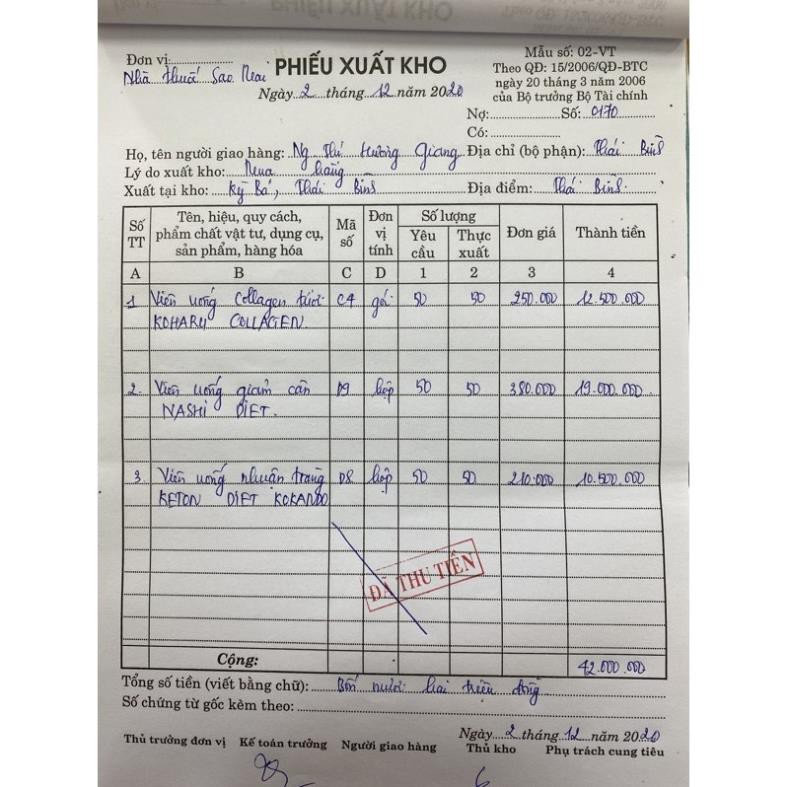 PHIẾU XUẤT KHO
Đơn vị: Nhà thuốc Sao Mai
Ngày 2 tháng 12 năm 2020
Mẫu số: 02-VT
Theo QĐ: 15/2006/QĐ-BTC
ngày 20 tháng 3 năm 2006
của Bộ trưởng Bộ Tài chính
Nợ: Số: 0170
Có:
Họ, tên người giao hàng: Ng Thị Hương Giang Địa chỉ (bộ phận): Thái Bình
Lý do xuất kho: Mua hàng
Xuất tại kho: Kỳ Bá, Thái Bình Địa điểm: Thái Bình.
Số TT Tên, hiệu, quy cách, phẩm chất vật tư, dụng cụ, sản phẩm, hàng hóa Mã số Đơn vị tính Số lượng Yêu cầu Thực xuất Đơn giá Thành tiền
A B C D 1 2 3 4
1 Viên uống Collagen tươi C4 gói 50 50 250.000 12.500.000
KOHARU COLLAGEN
2. Viên uống giảm cân D9 hộp 50 50 380.000 19.000.000
NASHI DIET.
3 Viên uống nhuận tràng D8 hộp 50 50 210.000 10.500.000
KETON DIET KOKANDO
ĐÃ THU TIỀN
Cộng: 42.000.000
Tổng số tiền (viết bằng chữ): Bốn mươi hai triệu đồng
Số chứng từ gốc kèm theo:
Ngày 2 tháng 12 năm 2020
Thủ trưởng đơn vị Kế toán trưởng Người giao hàng Thủ kho Phụ trách cung tiêu